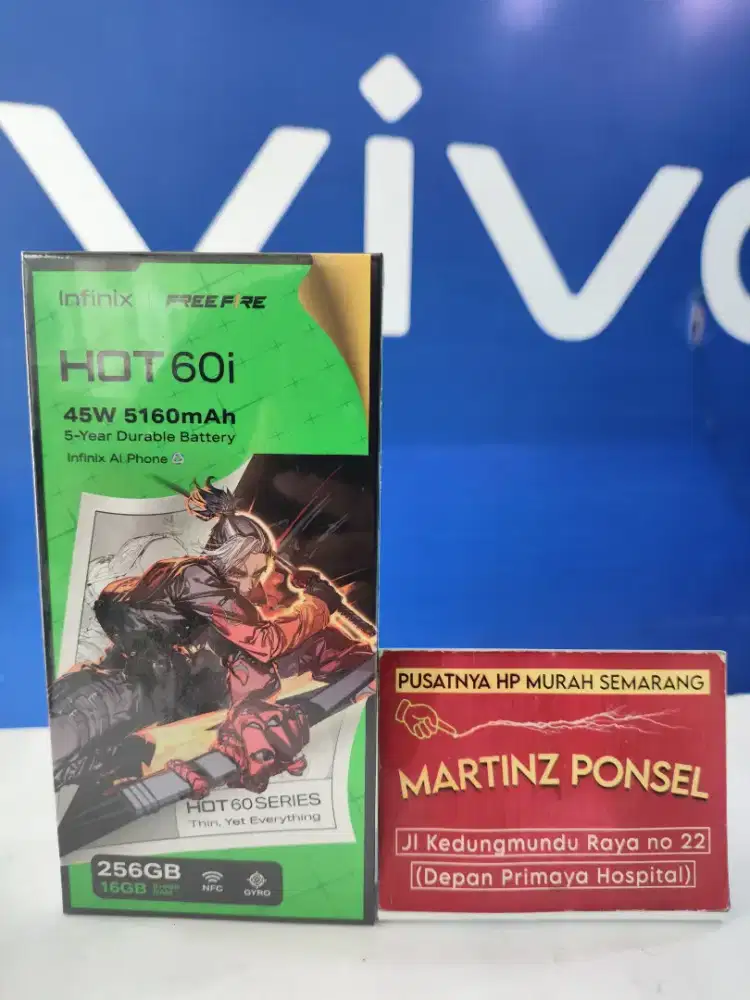 vivo
Infinix FREE FIRE
HOT 60i
45W 5160mAh
5-Year Durable Battery
Infinix AI Phone
HOT 60 SERIES
Thin, Yet Everything
256GB
16GB
NFC
GYRO
PUSATNYA HP MURAH SEMARANG
MARTINZ PONSEL
Jl Kedungmundu Raya no 22
(Depan Primaya Hospital)